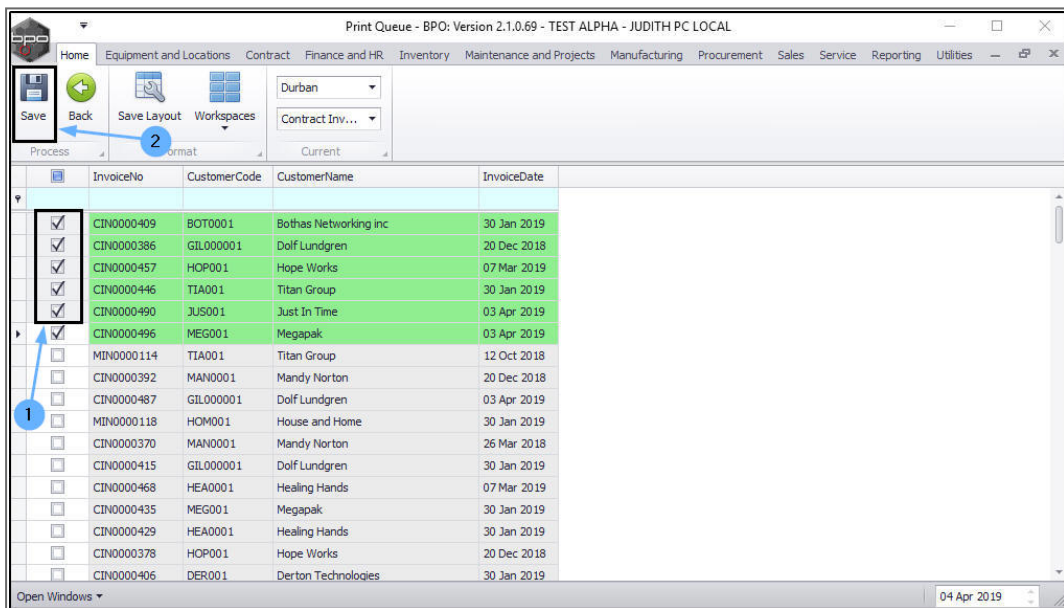 Print Queue - BPO: Version 2.1.0.69 - TEST ALPHA - JUDITH PC LOCAL
bpo
Home Equipment and Locations Contract Finance and HR Inventory Maintenance and Projects Manufacturing Procurement Sales Service Reporting Utilities
Durban
Save Back Save Layout Workspaces Contract Inv...
2
Process ormat Current
InvoiceNo CustomerCode CustomerName InvoiceDate
CIN0000409 BOT0001 Bothas Networking inc 30 Jan 2019
CIN0000386 GIL000001 Dolf Lundgren 20 Dec 2018
CIN0000457 HOP001 Hope Works 07 Mar 2019
CIN0000446 TIA001 Titan Group 30 Jan 2019
CIN0000490 JUS001 Just In Time 03 Apr 2019
CIN0000496 MEG001 Megapak 03 Apr 2019
MIN0000114 TIA001 Titan Group 12 Oct 2018
CIN0000392 MAN0001 Mandy Norton 20 Dec 2018
CIN0000487 GIL000001 Dolf Lundgren 03 Apr 2019
1
MIN0000118 HOM001 House and Home 30 Jan 2019
CIN0000370 MAN0001 Mandy Norton 26 Mar 2018
CIN0000415 GIL000001 Dolf Lundgren 30 Jan 2019
CIN0000468 HEA0001 Healing Hands 07 Mar 2019
CIN0000435 MEG001 Megapak 30 Jan 2019
CIN0000429 HEA0001 Healing Hands 30 Jan 2019
CIN0000378 HOP001 Hope Works 20 Dec 2018
CIN0000406 DER001 Derton Technologies 30 Jan 2019
Open Windows 04 Apr 2019